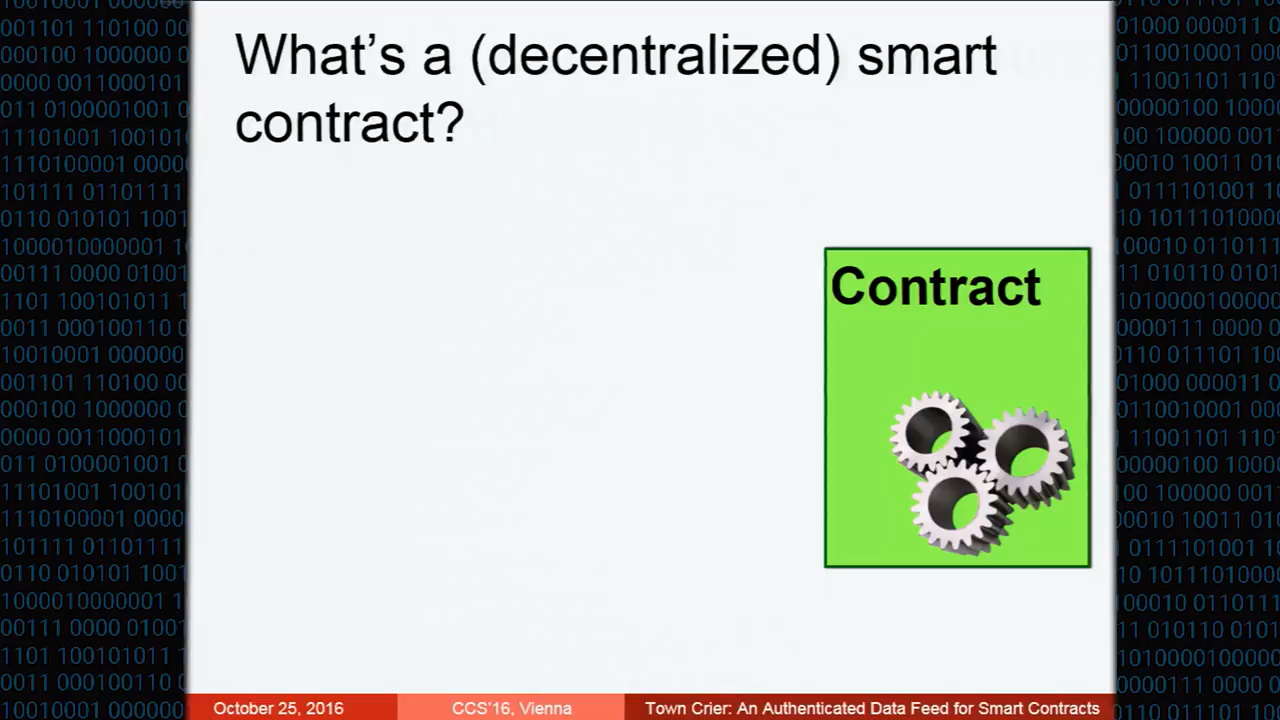 What's a (decentralized) smart
contract?
Contract
October 25, 2016
CCS'16, Vienna
Town Crier: An Authenticated Data Feed for Smart Contracts